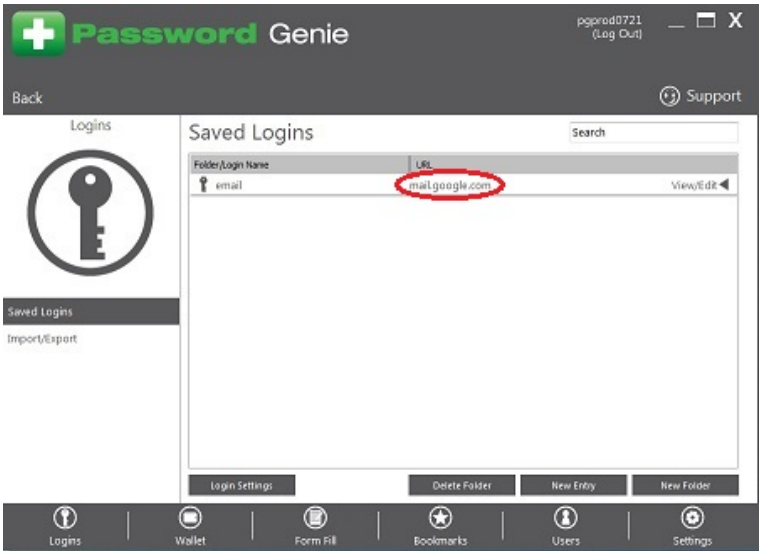 Password Genie
pgprod0721
(Log Out)
X
Back
Support
Logins
Saved Logins
Search
Folder/Login Name URL
email mail.google.com View/Edit
Saved Logins
Import/Export
Login Settings Delete Folder New Entry New Folder
Logins Wallet Form Fill Bookmarks Users Settings